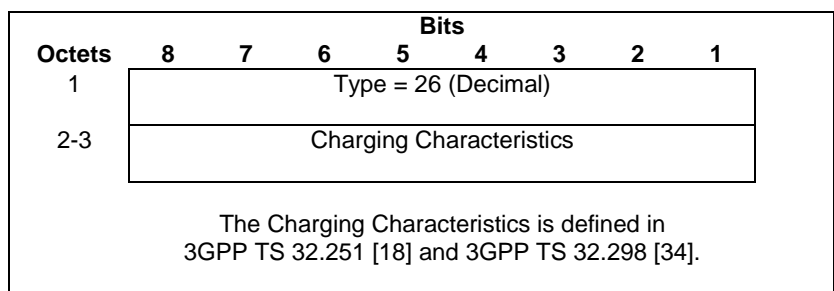 Bits
Octets 8 7 6 5 4 3 2 1
1 Type = 26 (Decimal)
2-3 Charging Characteristics
The Charging Characteristics is defined in
3GPP TS 32.251 [18] and 3GPP TS 32.298 [34].